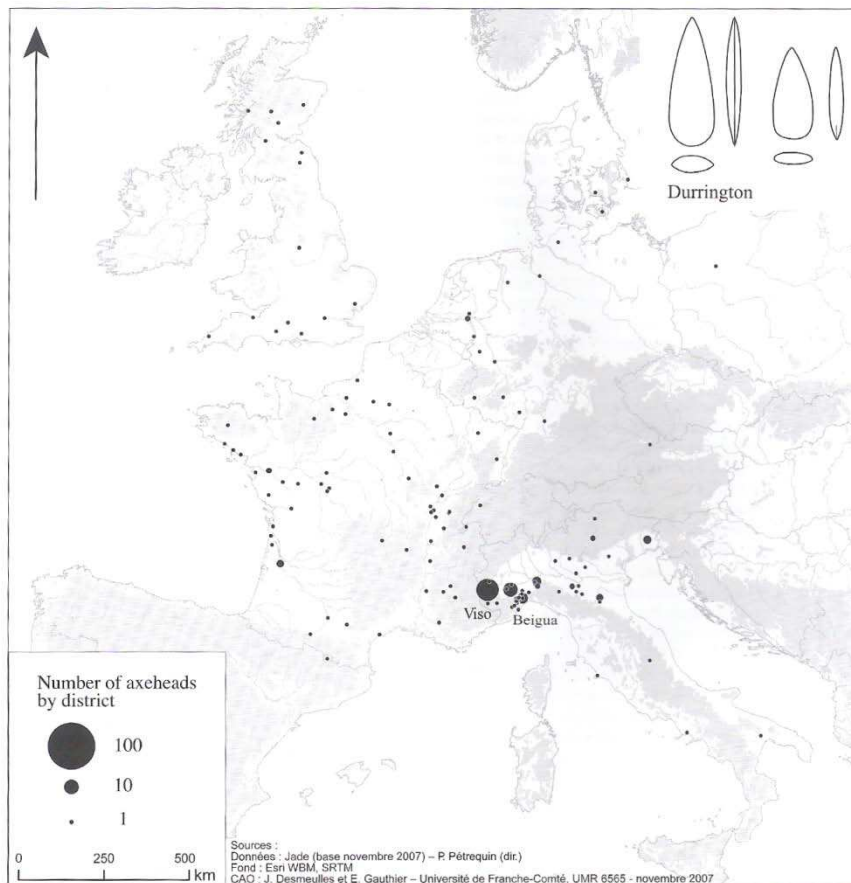 Durrington
Viso
Beigua
Number of axeheads
by district
100
10
1
0 250 500
km
Sources :
Données : Jade (base novembre 2007) – P. Pétrequin (dir.)
Fond : Esri WBM, SRTM
CAO : J. Desmeulles et E. Gauthier – Université de Franche-Comté, UMR 6565 - novembre 2007